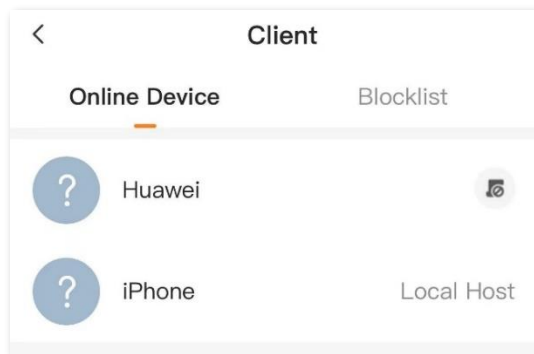 Client
Online Device Blocklist
? Huawei
? iPhone Local Host